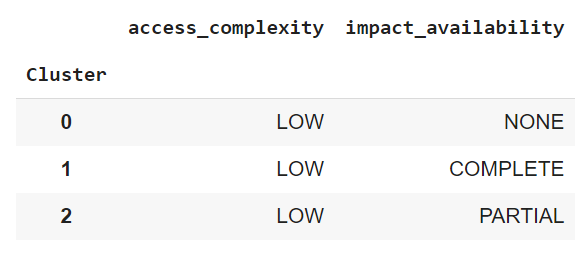 access_complexity impact_availability
Cluster
0 LOW NONE
1 LOW COMPLETE
2 LOW PARTIAL